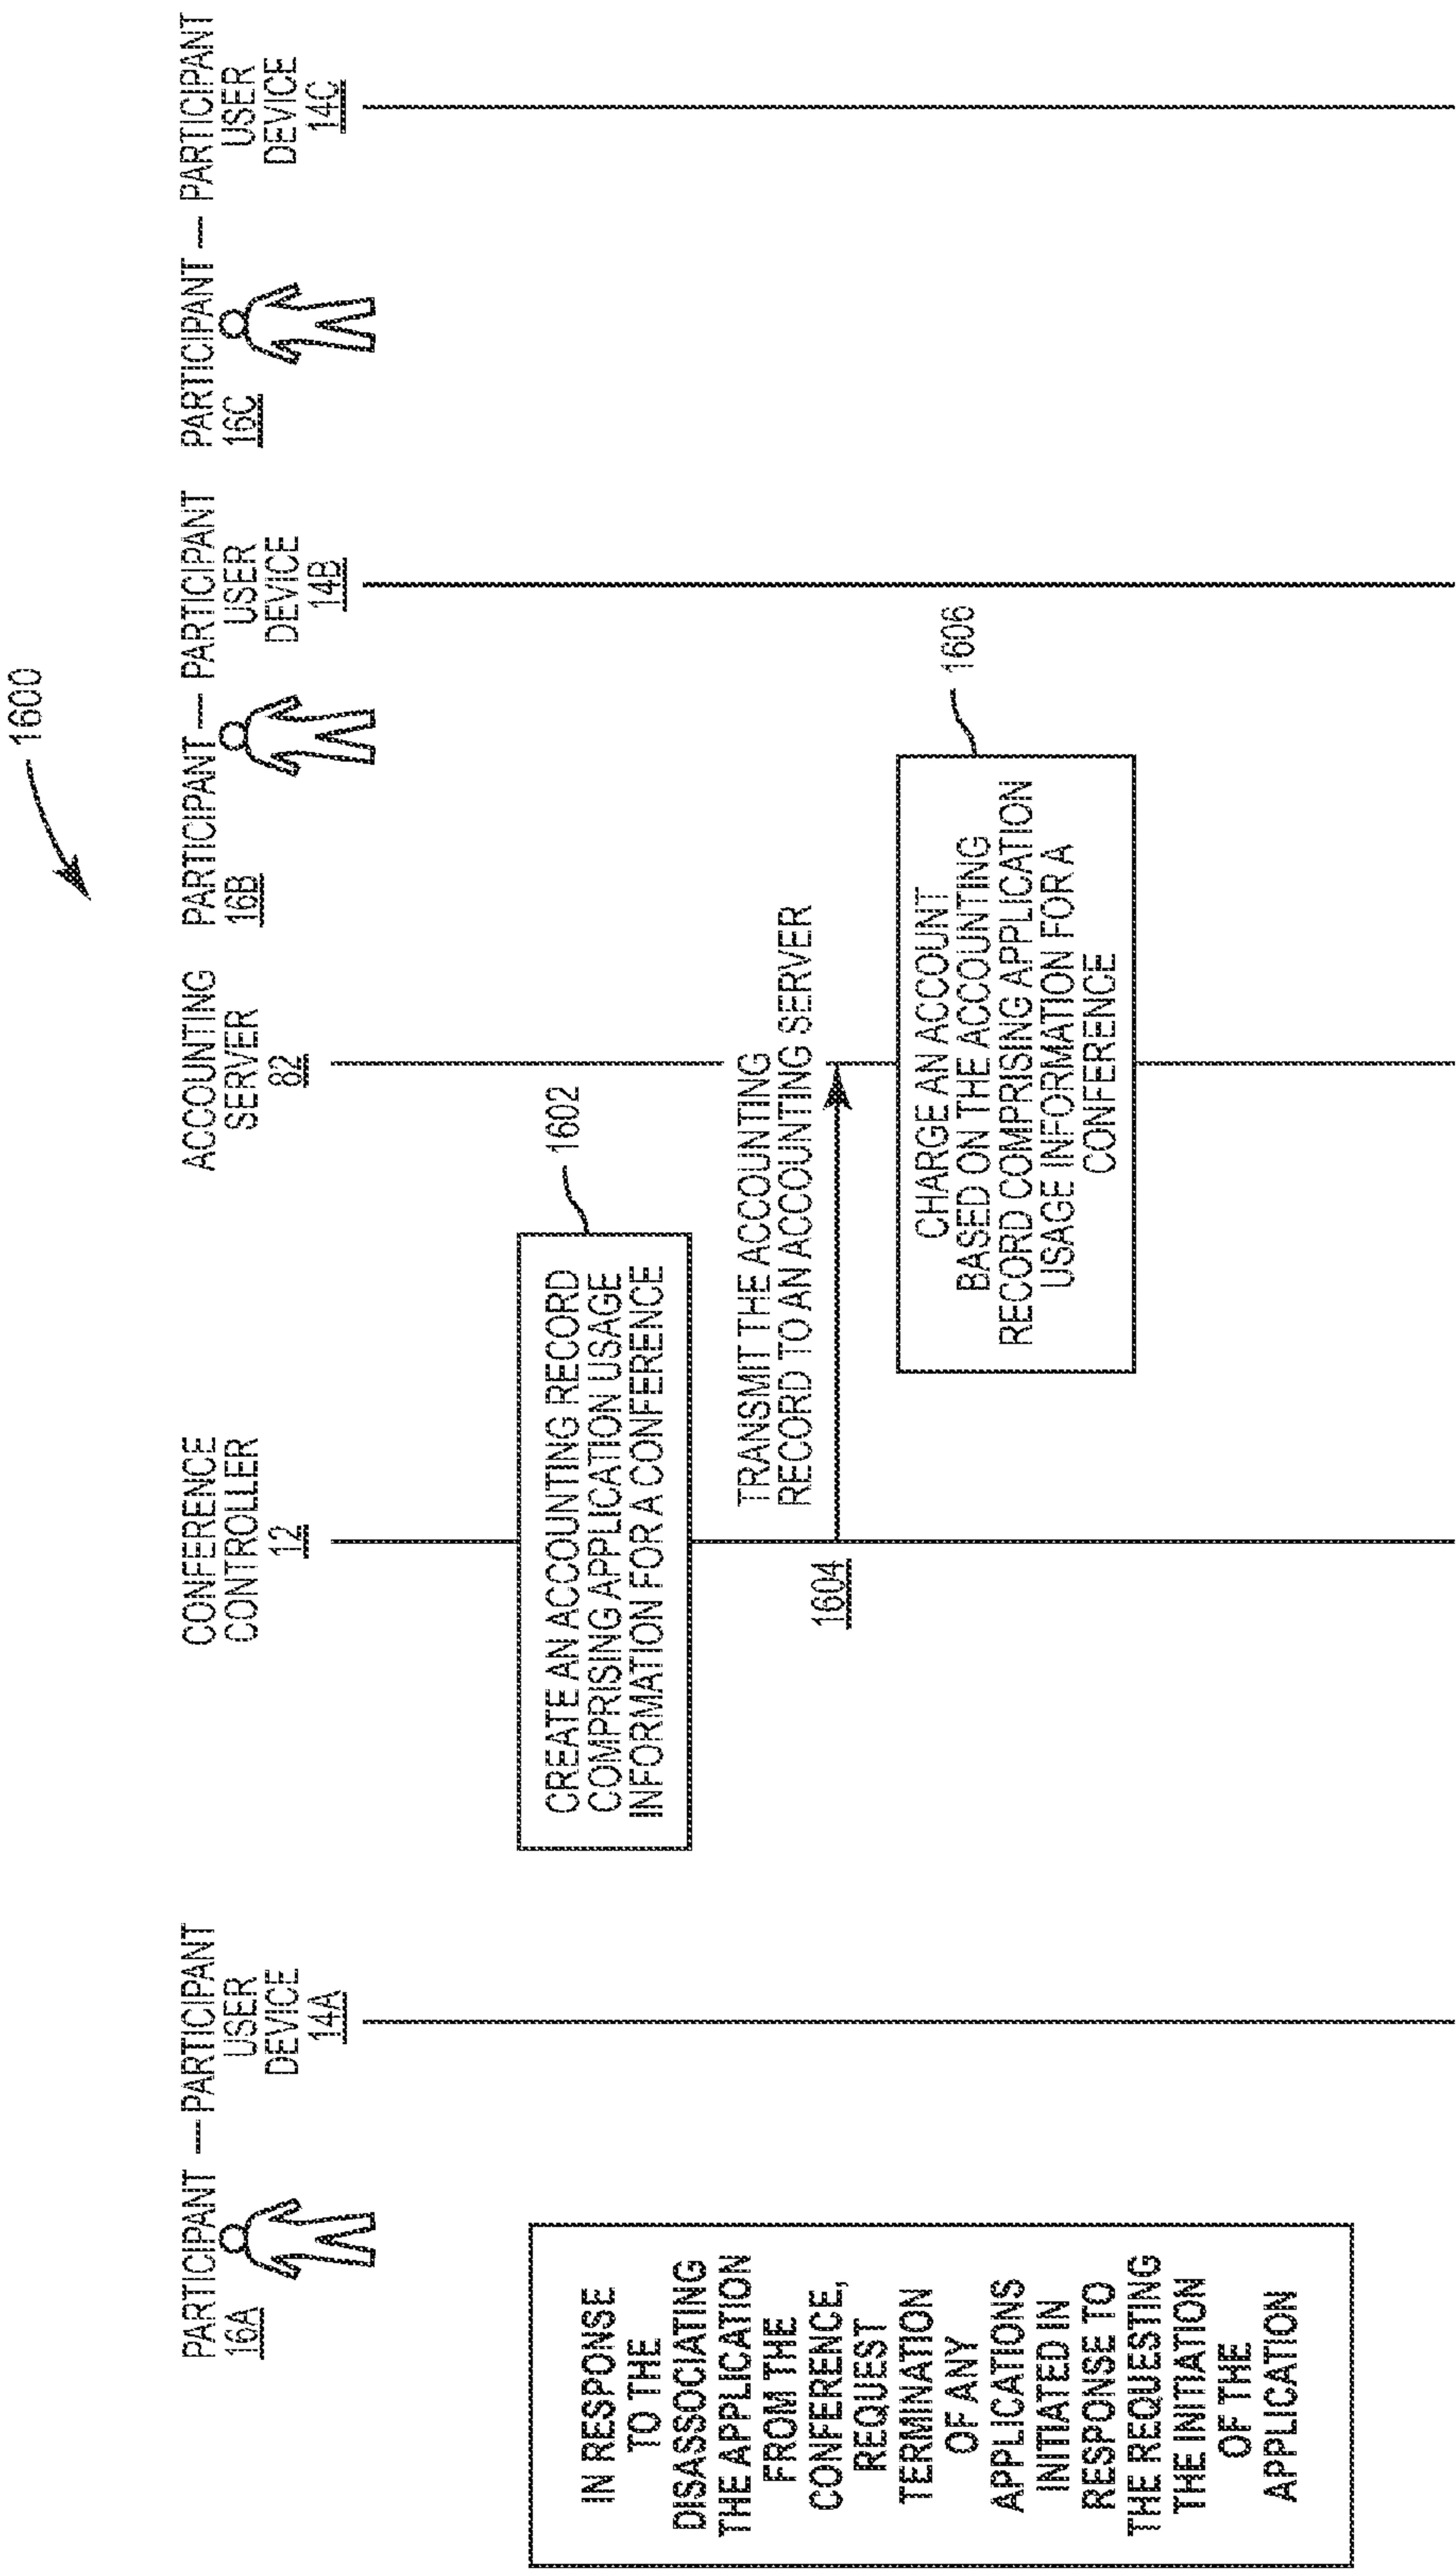 1600
PARTICIPANT — PARTICIPANT
16A
USER
DEVICE
14A
CONFERENCE
CONTROLLER
12
ACCOUNTING
SERVER
82
PARTICIPANT — PARTICIPANT
16B
USER
DEVICE
14B
PARTICIPANT — PARTICIPANT
16C
USER
DEVICE
14C
IN RESPONSE
TO THE
DISASSOCIATING
THE APPLICATION
FROM THE
CONFERENCE,
REQUEST
TERMINATION
OF ANY
APPLICATIONS
INITIATED IN
RESPONSE TO
THE REQUESTING
THE INITIATION
OF THE
APPLICATION
1602
CREATE AN ACCOUNTING RECORD
COMPRISING APPLICATION USAGE
INFORMATION FOR A CONFERENCE
TRANSMIT THE ACCOUNTING
RECORD TO AN ACCOUNTING SERVER
1604
1606
CHARGE AN ACCOUNT
BASED ON THE ACCOUNTING
RECORD COMPRISING APPLICATION
USAGE INFORMATION FOR A
CONFERENCE